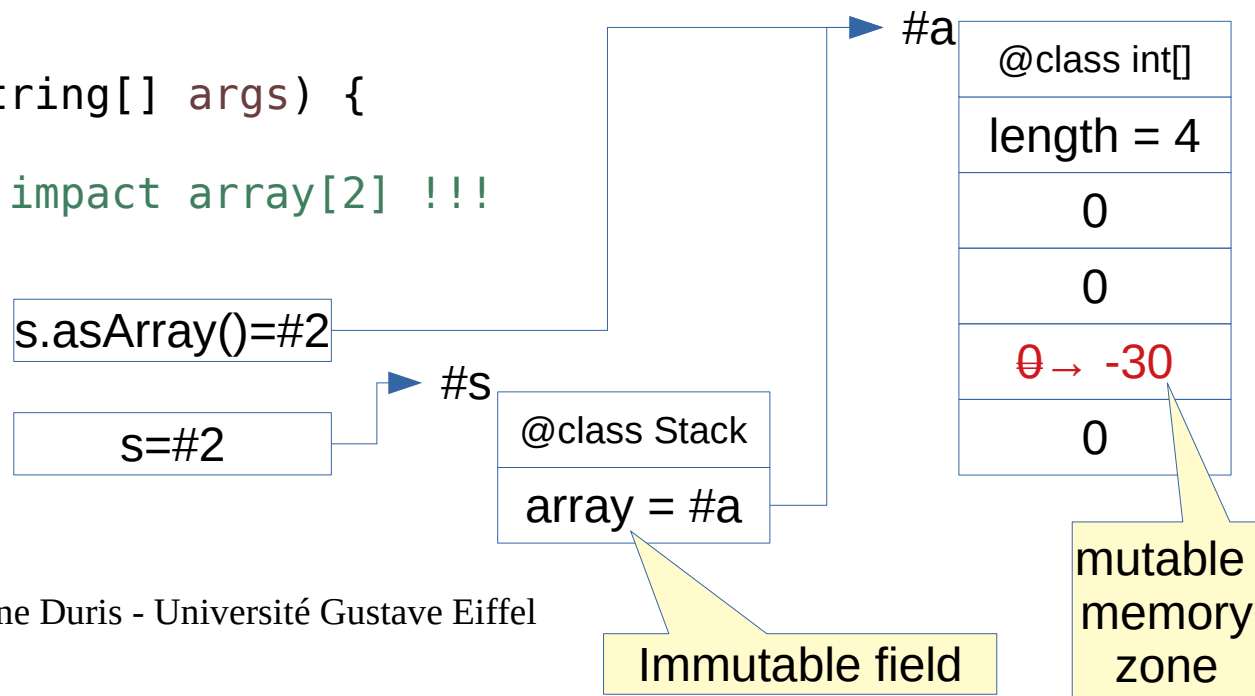 #a
@class int[]
tring[] args) {
length = 4
impact array[2] !!!
0
0
s.asArray()=#2
0→ -30
#s
@class Stack
s=#2
0
array = #a
mutable
memory
zone
ne Duris - Université Gustave Eiffel
Immutable field